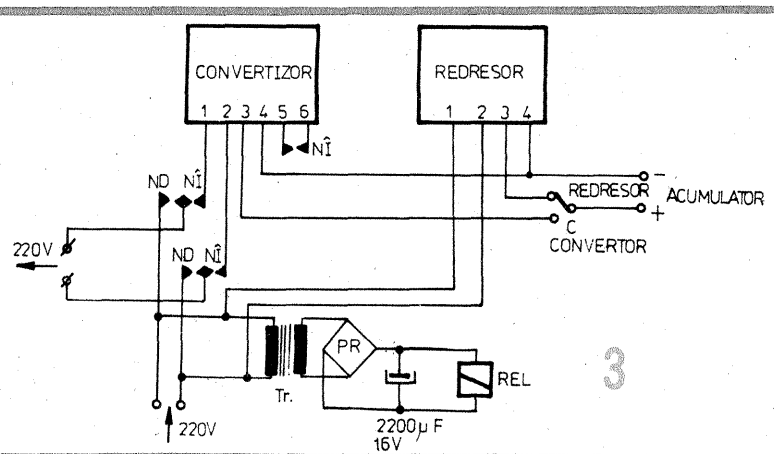 CONVERTIZOR
1 2 3 4 5 6
NÎ
REDRESOR
1 2 3 4
ND NÎ
ND NÎ
220V
−
REDRESOR
ACUMULATOR
+
C
CONVERTOR
Tr.
PR
2200µF
16V
REL
220V
3